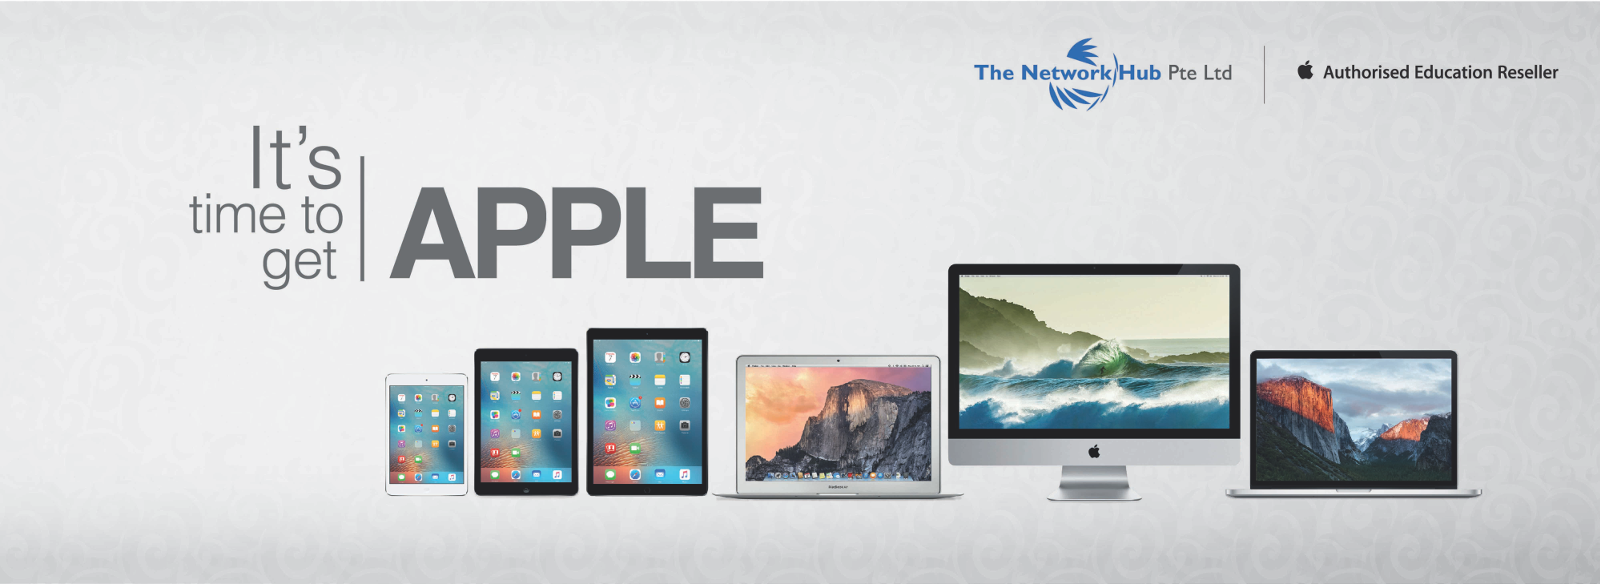 The Network Hub Pte Ltd
Authorised Education Reseller
It's
time to
get
APPLE